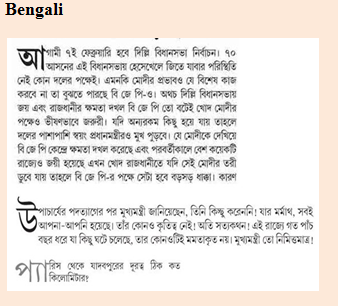 Bengali
আগামী ৭ই ফেব্রুয়ারি হবে দিল্লি বিধানসভা নির্বাচন। ৭০
আসনের এই বিধানসভায় হেসেখেলে জিতে যাবার পরিস্থিতি
নেই কোন দলের পক্ষেই। এমনকি মোদীর প্রভাবও যে বিশেষ কাজ
করবে না তা বুঝতে পারছে বি জে পি-ও। অথচ দিল্লি বিধানসভায়
জয় এবং রাজধানীর ক্ষমতা দখল বি জে পি তো বটেই খোদ মোদীর
পক্ষেও ভীষণভাবে জরুরী। যদি অন্যরকম কিছু হয়ে যায় তাহলে
দলের পাশাপাশি স্বয়ং প্রধানমন্ত্রীরও মুখ পুড়বে। যে মোদীকে দেখিয়ে
বি জে পি কেন্দ্রে ক্ষমতা দখল করেছে এবং পরবর্তীকালে বেশ কয়েকটি
রাজ্যেও জয়ী হয়েছে এখন খোদ রাজধানীতে যদি সেই মোদীর তরী
ডুবে যায় তাহলে বি জে পি-র পক্ষে সেটা হবে বড়সড় ধাক্কা। কারণ
উপাচার্যের পদত্যাগের পর মুখ্যমন্ত্রী জানিয়েছেন, তিনি কিচ্ছু করেননি! যার মর্মার্থ, সবই
আপনা-আপনি হয়েছে। তাঁর কোনও কৃতিত্ব নেই! অতি সত্যকথন! এই রাজ্যে গত পাঁচ
বছর ধরে যা কিছু ঘটে চলেছে, তার কোনওটিই মমতাকৃত নয়। মুখ্যমন্ত্রী তো নিমিত্তমাত্র!
প্যারিস থেকে যাদবপুরের দূরত্ব ঠিক কত
কিলোমিটার?